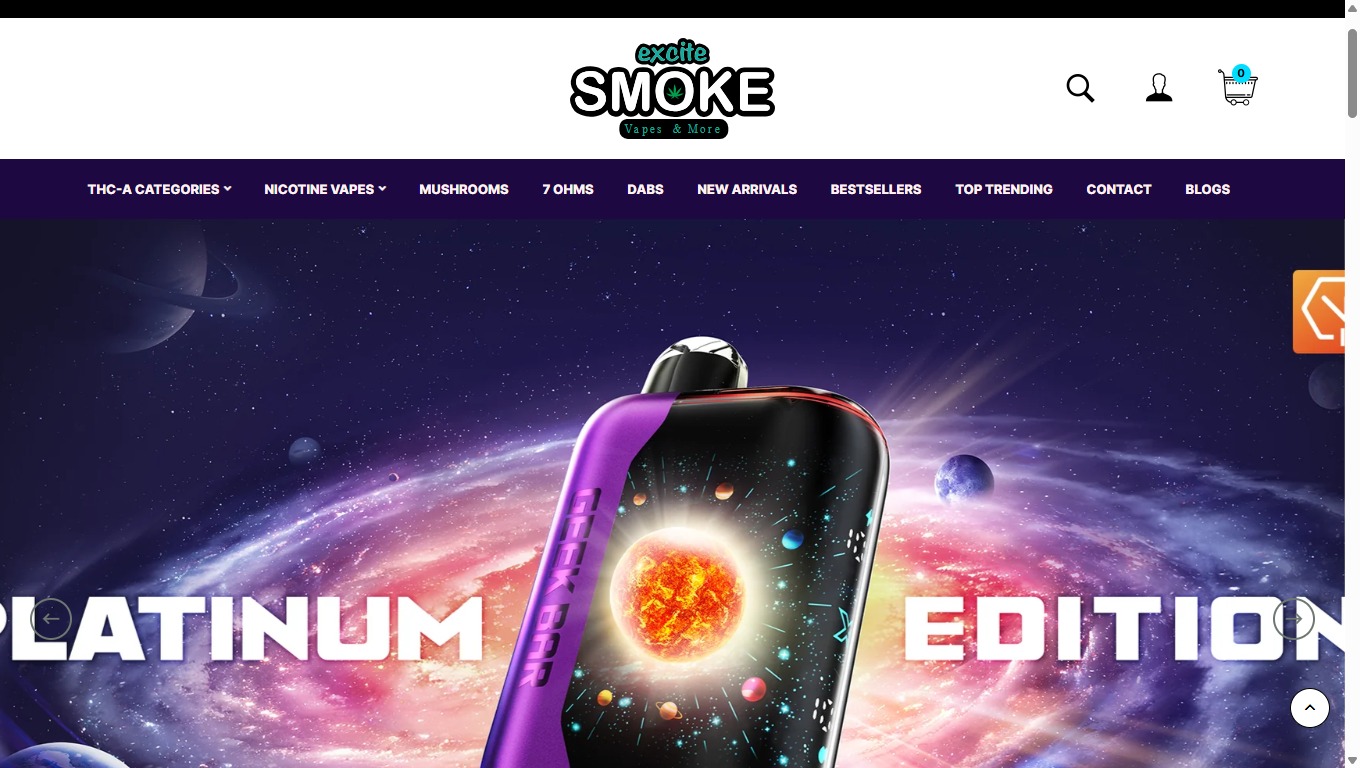 excite
SMOKE
Vapes & More
0
THC-A CATEGORIES
NICOTINE VAPES
MUSHROOMS
7 OHMS
DABS
NEW ARRIVALS
BESTSELLERS
TOP TRENDING
CONTACT
BLOGS
GEEK BAR
PLATINUM
EDITION